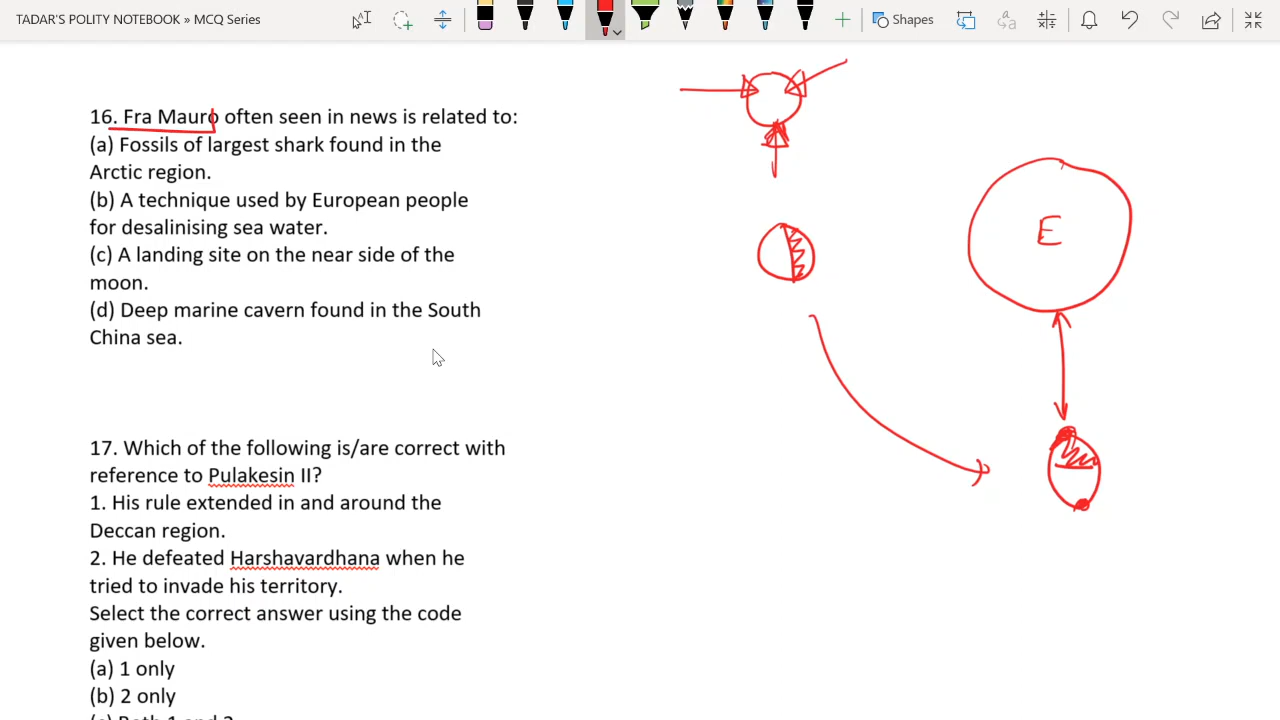 TADAR'S POLITY NOTEBOOK » MCQ Series
Shapes
16. Fra Mauro often seen in news is related to:
(a) Fossils of largest shark found in the
Arctic region.
(b) A technique used by European people
for desalinising sea water.
(c) A landing site on the near side of the
moon.
(d) Deep marine cavern found in the South
China sea.
E
17. Which of the following is/are correct with
reference to Pulakesin II?
1. His rule extended in and around the
Deccan region.
2. He defeated Harshavardhana when he
tried to invade his territory.
Select the correct answer using the code
given below.
(a) 1 only
(b) 2 only
(c) Both 1 and 2